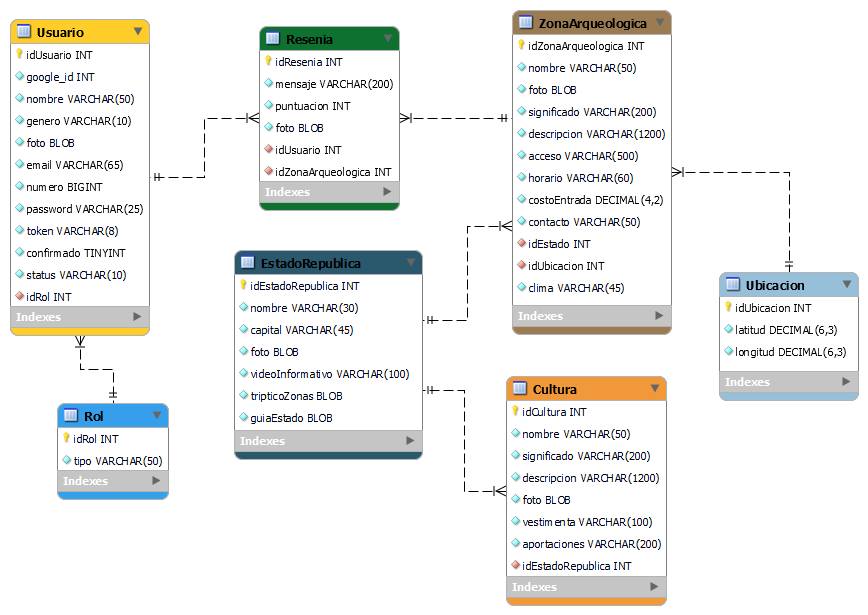 Usuario
idUsuario INT
google_id INT
nombre VARCHAR(50)
genero VARCHAR(10)
foto BLOB
email VARCHAR(65)
numero BIGINT
password VARCHAR(25)
token VARCHAR(8)
confirmado TINYINT
status VARCHAR(10)
idRol INT
Indexes
Rol
idRol INT
tipo VARCHAR(50)
Indexes
Resenia
idResenia INT
mensaje VARCHAR(200)
puntuacion INT
foto BLOB
idUsuario INT
idZonaArqueologica INT
Indexes
EstadoRepublica
idEstadoRepublica INT
nombre VARCHAR(30)
capital VARCHAR(45)
foto BLOB
videoInformativo VARCHAR(100)
tripticoZonas BLOB
guiaEstado BLOB
Indexes
ZonaArqueologica
idZonaArqueologica INT
nombre VARCHAR(50)
foto BLOB
significado VARCHAR(200)
descripcion VARCHAR(1200)
acceso VARCHAR(500)
horario VARCHAR(60)
costoEntrada DECIMAL(4,2)
contacto VARCHAR(50)
idEstado INT
idUbicacion INT
clima VARCHAR(45)
Indexes
Cultura
idCultura INT
nombre VARCHAR(50)
significado VARCHAR(200)
descripcion VARCHAR(1200)
foto BLOB
vestimenta VARCHAR(100)
aportaciones VARCHAR(200)
idEstadoRepublica INT
Indexes
Ubicacion
idUbicacion INT
latitud DECIMAL(6,3)
longitud DECIMAL(6,3)
Indexes